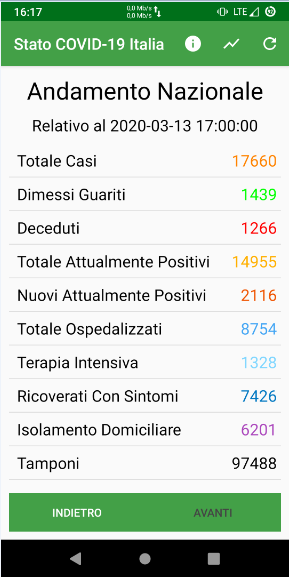 16:17 0,0 Mb/s 0,0 Mb/s LTE
Stato COVID-19 Italia
Andamento Nazionale
Relativo al 2020-03-13 17:00:00
Totale Casi 17660
Dimessi Guariti 1439
Deceduti 1266
Totale Attualmente Positivi 14955
Nuovi Attualmente Positivi 2116
Totale Ospedalizzati 8754
Terapia Intensiva 1328
Ricoverati Con Sintomi 7426
Isolamento Domiciliare 6201
Tamponi 97488
INDIETRO AVANTI